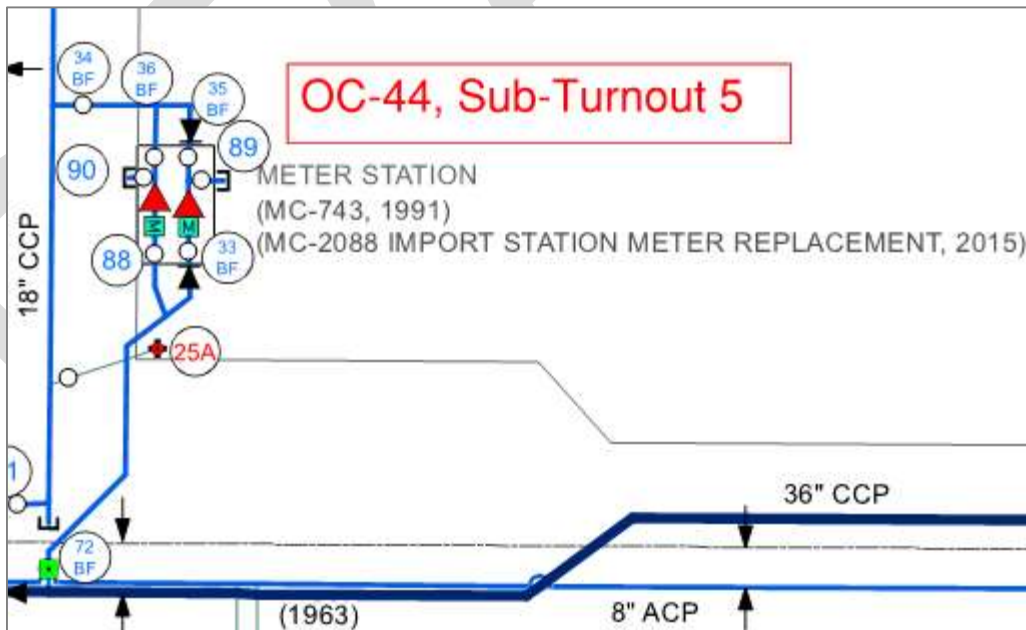 34
BF
36
BF
35
BF
OC-44, Sub-Turnout 5
89
90
METER STATION
(MC-743, 1991)
(MC-2088 IMPORT STATION METER REPLACEMENT, 2015)
M
M
88
33
BF
18" CCP
25A
1
36" CCP
72
BF
(1963)
8" ACP